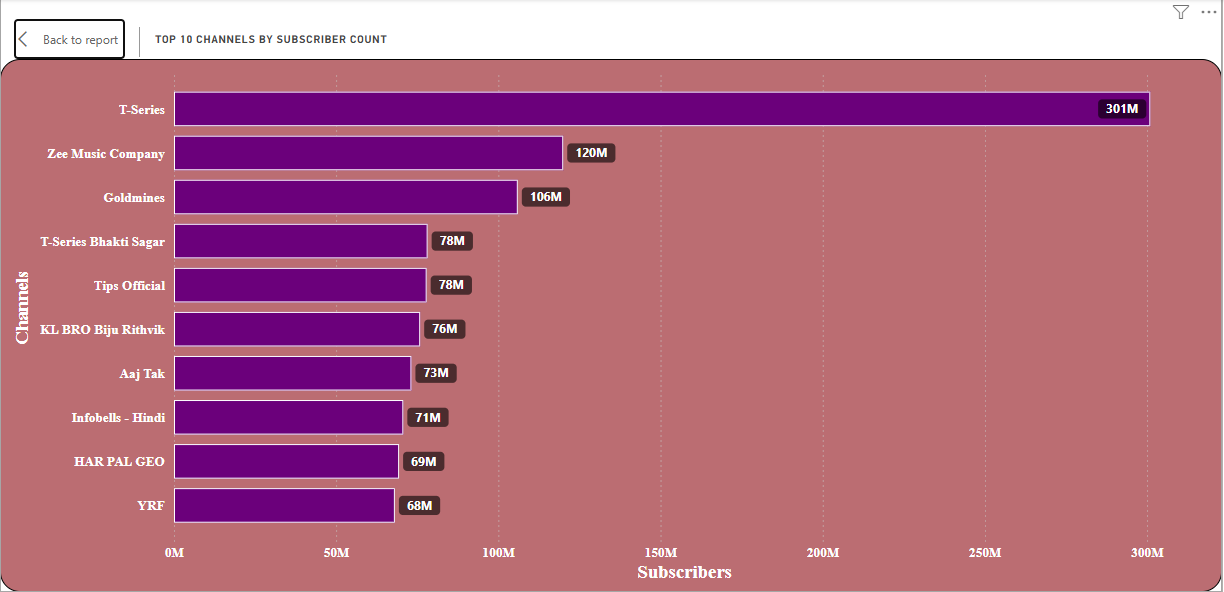 Back to report
TOP 10 CHANNELS BY SUBSCRIBER COUNT
Channels
T-Series 301M
Zee Music Company 120M
Goldmines 106M
T-Series Bhakti Sagar 78M
Tips Official 78M
KL BRO Biju Rithvik 76M
Aaj Tak 73M
Infobells - Hindi 71M
HAR PAL GEO 69M
YRF 68M
0M 50M 100M 150M 200M 250M 300M
Subscribers